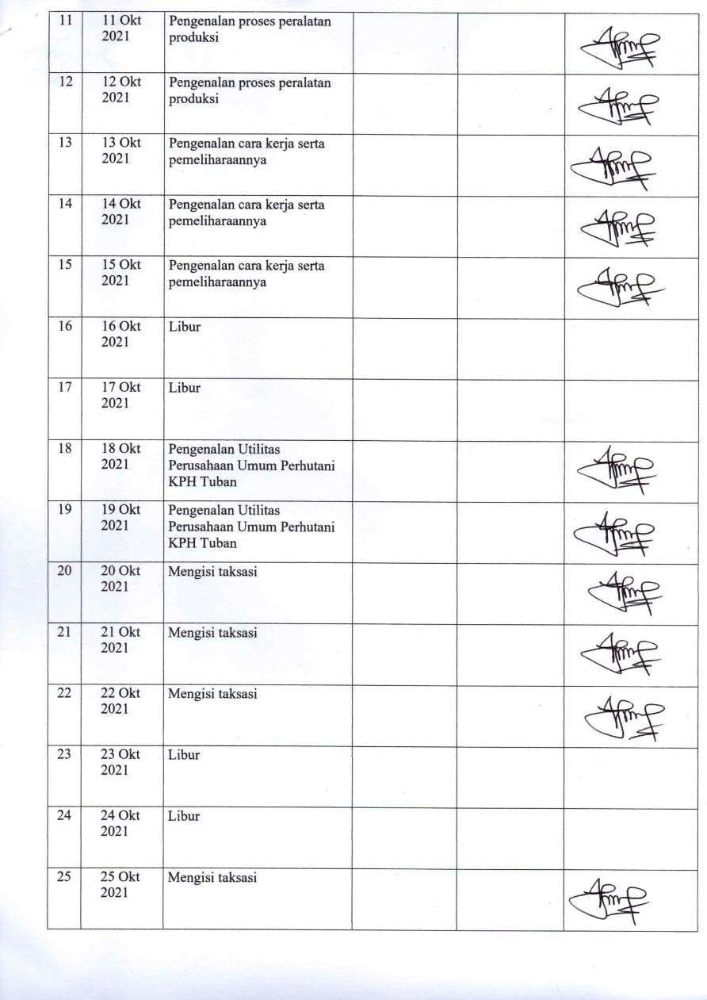 11 11 Okt Pengenalan proses peralatan
2021 produksi
12 12 Okt Pengenalan proses peralatan
2021 produksi
13 13 Okt Pengenalan cara kerja serta
2021 pemeliharaannya
14 14 Okt Pengenalan cara kerja serta
2021 pemeliharaannya
15 15 Okt Pengenalan cara kerja serta
2021 pemeliharaannya
16 16 Okt Libur
2021
17 17 Okt Libur
2021
18 18 Okt Pengenalan Utilitas
2021 Perusahaan Umum Perhutani
KPH Tuban
19 19 Okt Pengenalan Utilitas
2021 Perusahaan Umum Perhutani
KPH Tuban
20 20 Okt Mengisi taksasi
2021
21 21 Okt Mengisi taksasi
2021
22 22 Okt Mengisi taksasi
2021
23 23 Okt Libur
2021
24 24 Okt Libur
2021
25 25 Okt Mengisi taksasi
2021